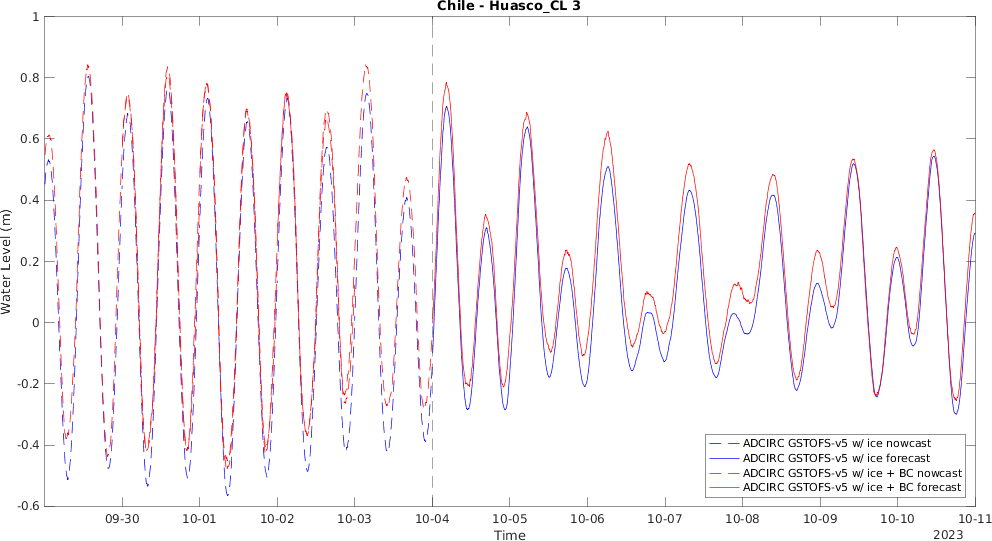 Chile - Huasco_CL 3
1
0.8
0.6
0.4
0.2
0
-0.2
-0.4
-0.6
Water Level (m)
09-30 10-01 10-02 10-03 10-04 10-05 10-06 10-07 10-08 10-09 10-10 10-11
2023
Time
ADCIRC GSTOFS-v5 w/ ice nowcast
ADCIRC GSTOFS-v5 w/ ice forecast
ADCIRC GSTOFS-v5 w/ ice + BC nowcast
ADCIRC GSTOFS-v5 w/ ice + BC forecast